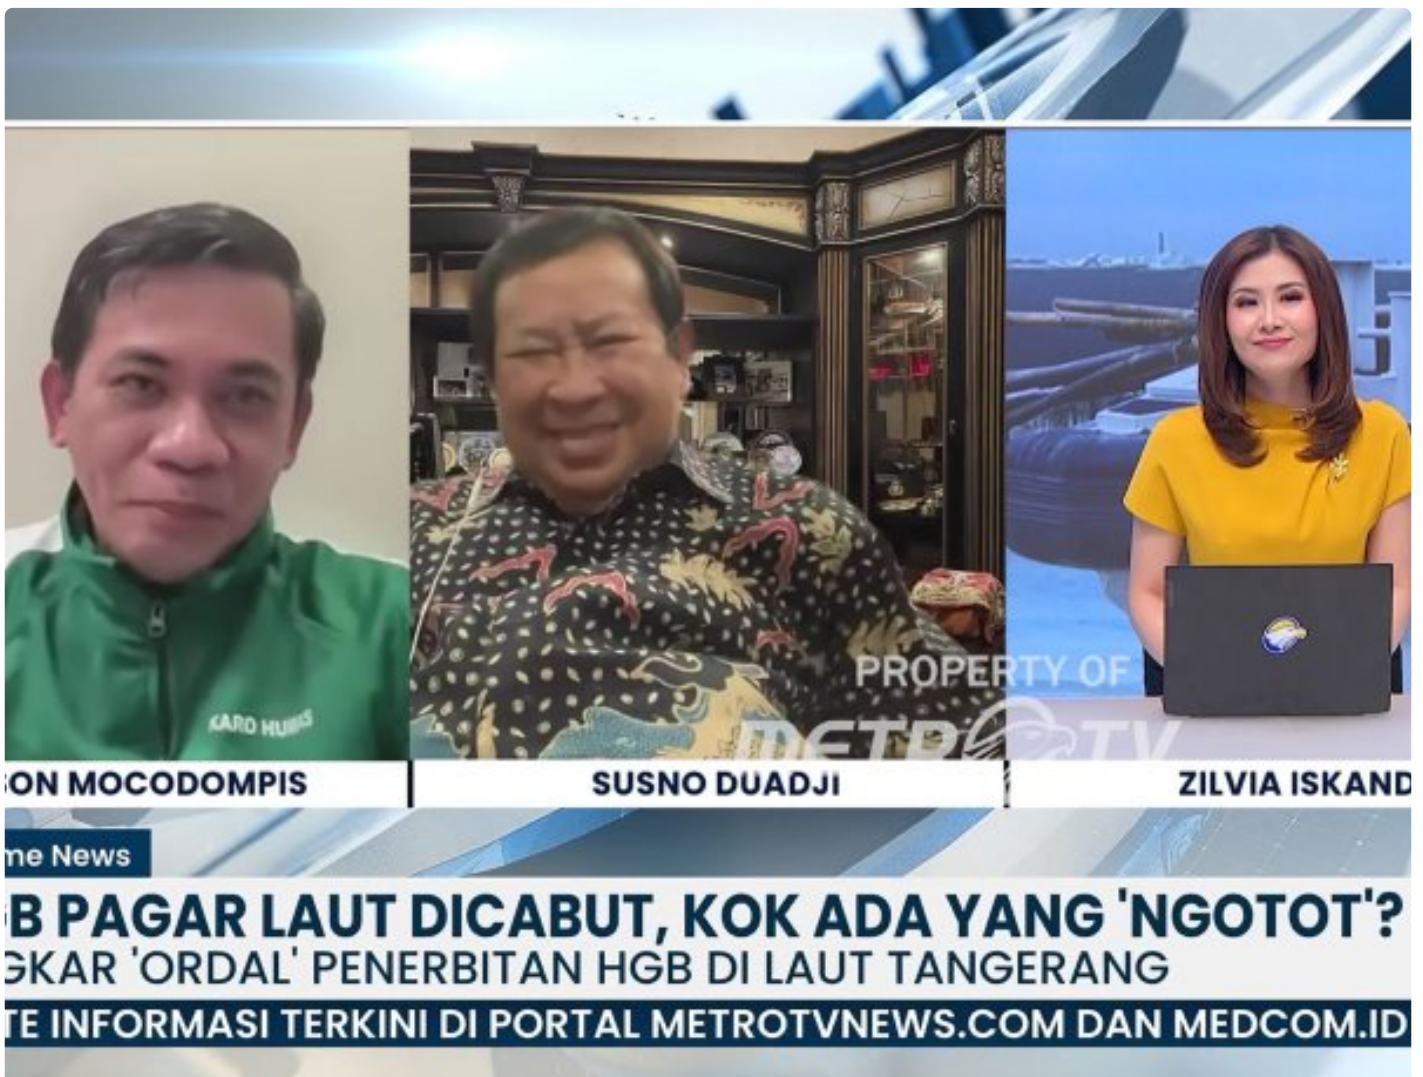 KARO HUMAS
PROPERTY OF
METRO TV
SON MOCODOMPIS
SUSNO DUADJI
ZILVIA ISKAND
me News
GB PAGAR LAUT DICABUT, KOK ADA YANG 'NGOTOT'?
GKAR 'ORDAL' PENERBITAN HGB DI LAUT TANGERANG
TE INFORMASI TERKINI DI PORTAL METROTVNEWS.COM DAN MEDCOM.ID